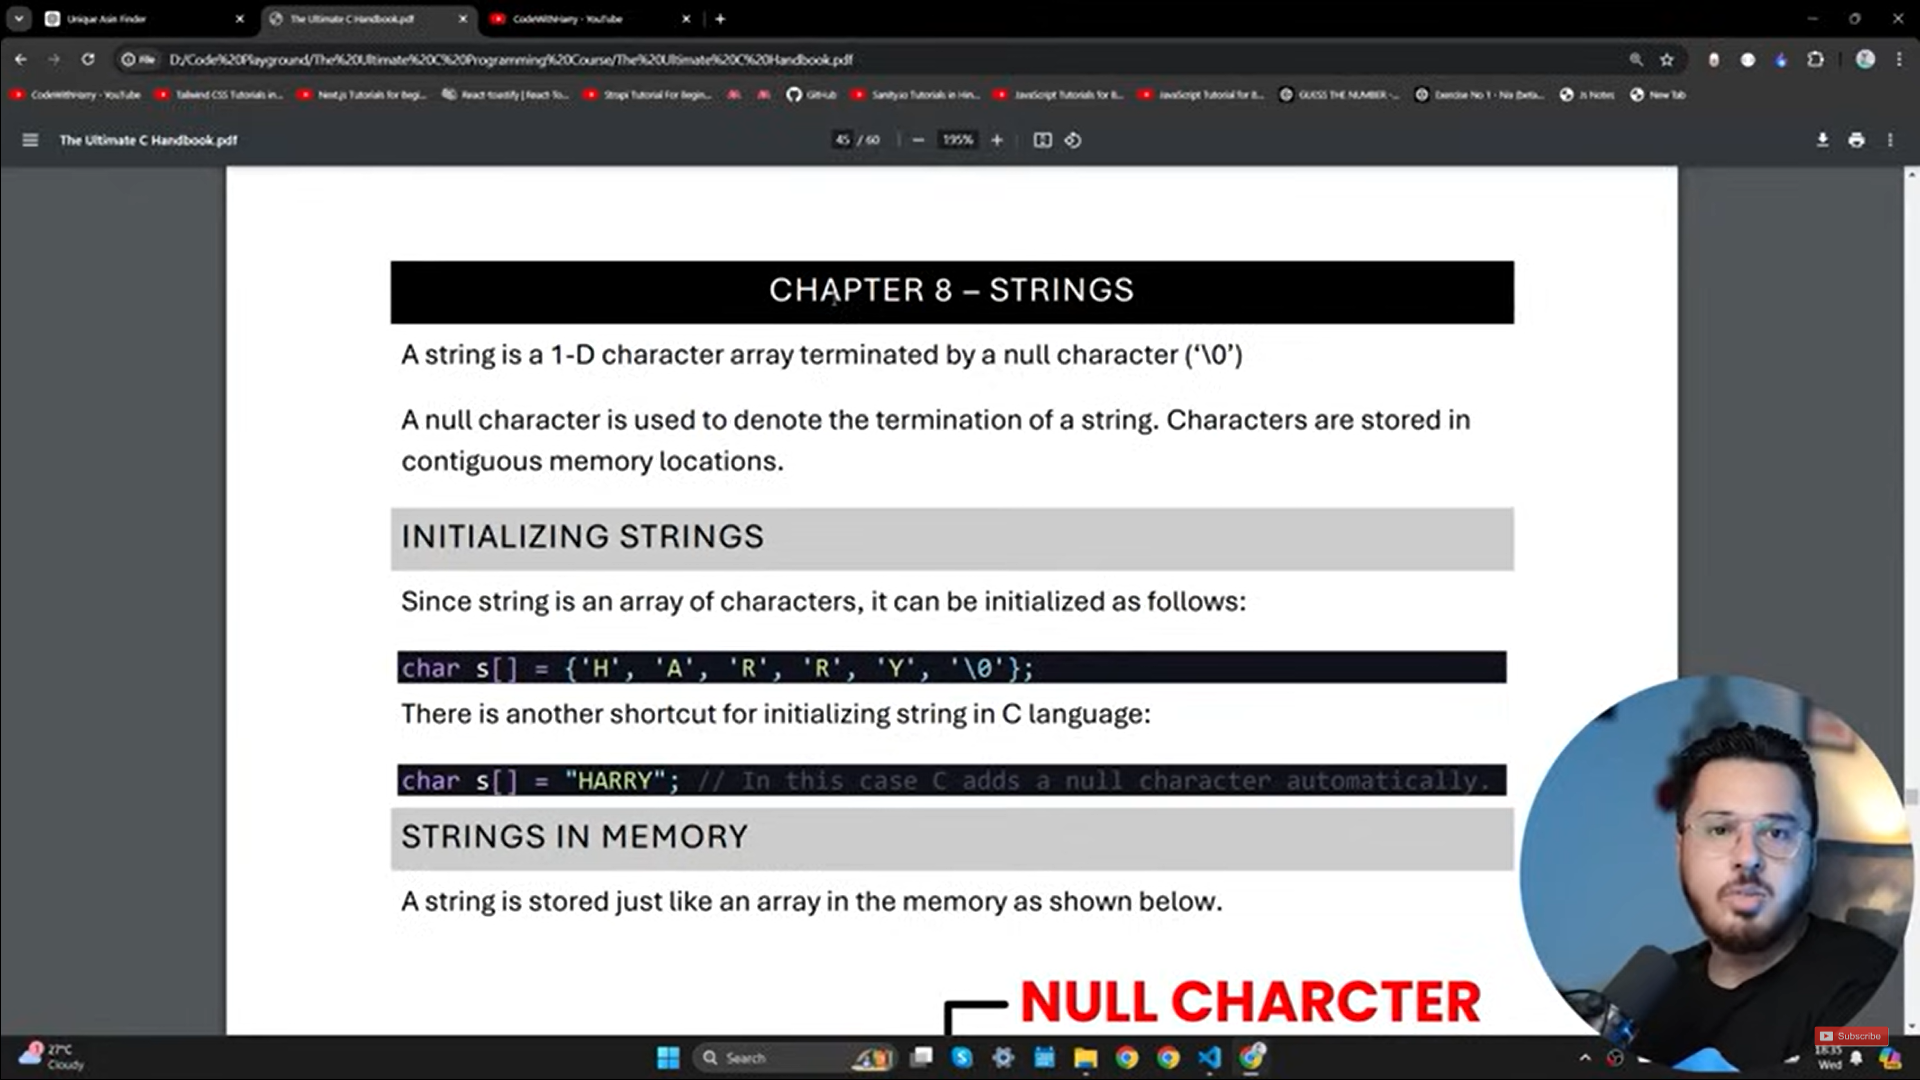 Unique Asin Finder
The Ultimate C Handbook.pdf
CodeWithHarry - YouTube
File
D:/Code%20Playground/The%20Ultimate%20C%20Programming%20Course/The%20Ultimate%20C%20Handbook.pdf
CodeWithHarry - YouTube
Tailwind CSS Tutorials in...
Next.js Tutorials for Begi...
React-toastify | React-To...
Strapi Tutorial For Begin...
GitHub
Sanity.io Tutorials in Hin...
JavaScript Tutorials for B...
JavaScript Tutorial for B...
GUESS THE NUMBER -...
Exercise No 1 - Nix (beta...
Js Notes
New Tab
The Ultimate C Handbook.pdf
45 / 60
195%
CHAPTER 8 – STRINGS
A string is a 1-D character array terminated by a null character (‘\0’)
A null character is used to denote the termination of a string. Characters are stored in
contiguous memory locations.
INITIALIZING STRINGS
Since string is an array of characters, it can be initialized as follows:
char s[] = {'H', 'A', 'R', 'R', 'Y', '\0'};
There is another shortcut for initializing string in C language:
char s[] = "HARRY"; // In this case C adds a null character automatically.
STRINGS IN MEMORY
A string is stored just like an array in the memory as shown below.
NULL CHARCTER
Subscribe
1
27°C
Cloudy
Search
18:35
Wed